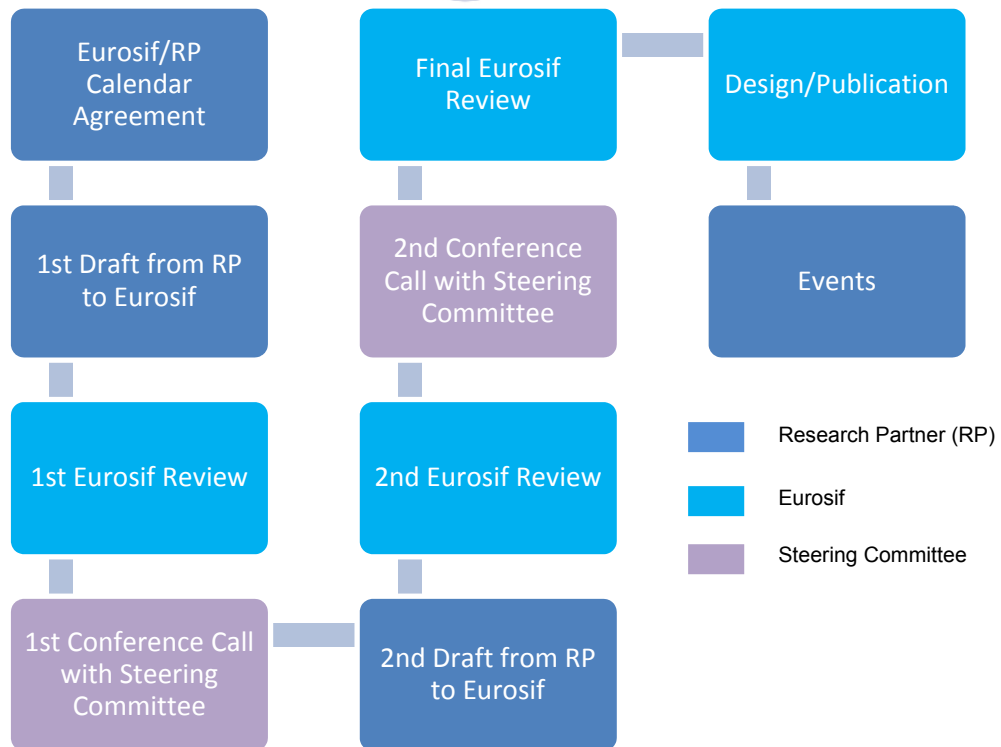 Eurosif/RP
Calendar
Agreement
1st Draft from RP
to Eurosif
1st Eurosif Review
1st Conference Call
with Steering
Committee
2nd Draft from RP
to Eurosif
2nd Eurosif Review
2nd Conference
Call with Steering
Committee
Final Eurosif
Review
Design/Publication
Events
Research Partner (RP)
Eurosif
Steering Committee